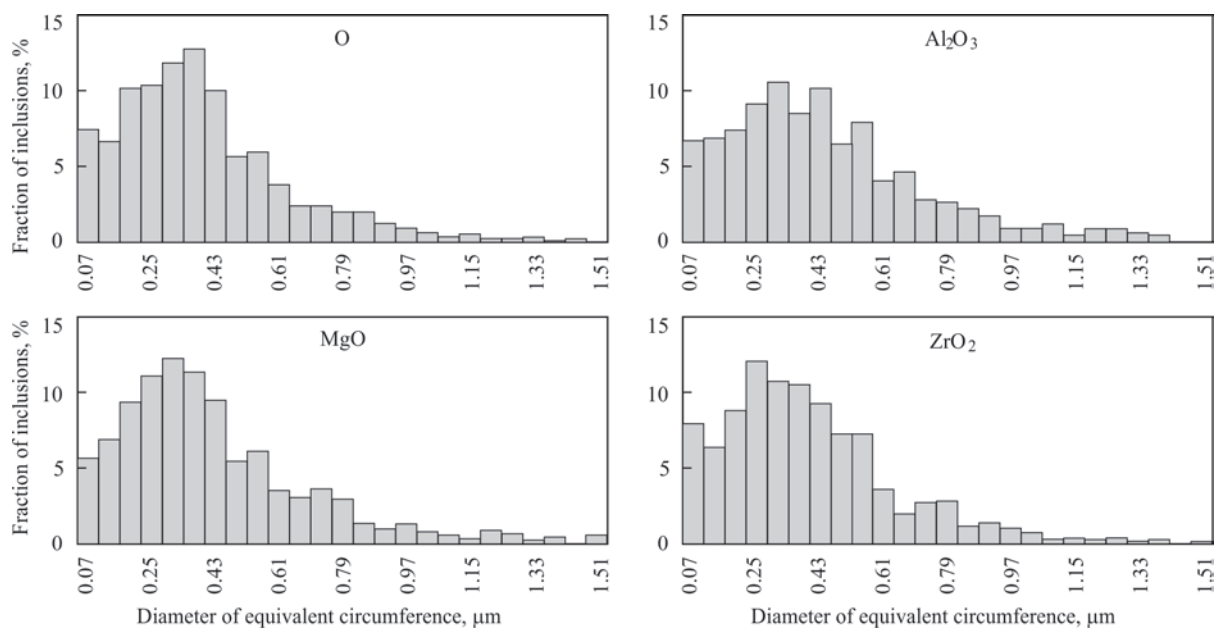 Fraction of inclusions, %
15
10
5
0
O
0.07 0.25 0.43 0.61 0.79 0.97 1.15 1.33 1.51
15
10
5
0
Al₂O₃
0.07 0.25 0.43 0.61 0.79 0.97 1.15 1.33 1.51
Fraction of inclusions, %
15
10
5
0
MgO
0.07 0.25 0.43 0.61 0.79 0.97 1.15 1.33 1.51
Diameter of equivalent circumference, μm
15
10
5
0
ZrO₂
0.07 0.25 0.43 0.61 0.79 0.97 1.15 1.33 1.51
Diameter of equivalent circumference, μm